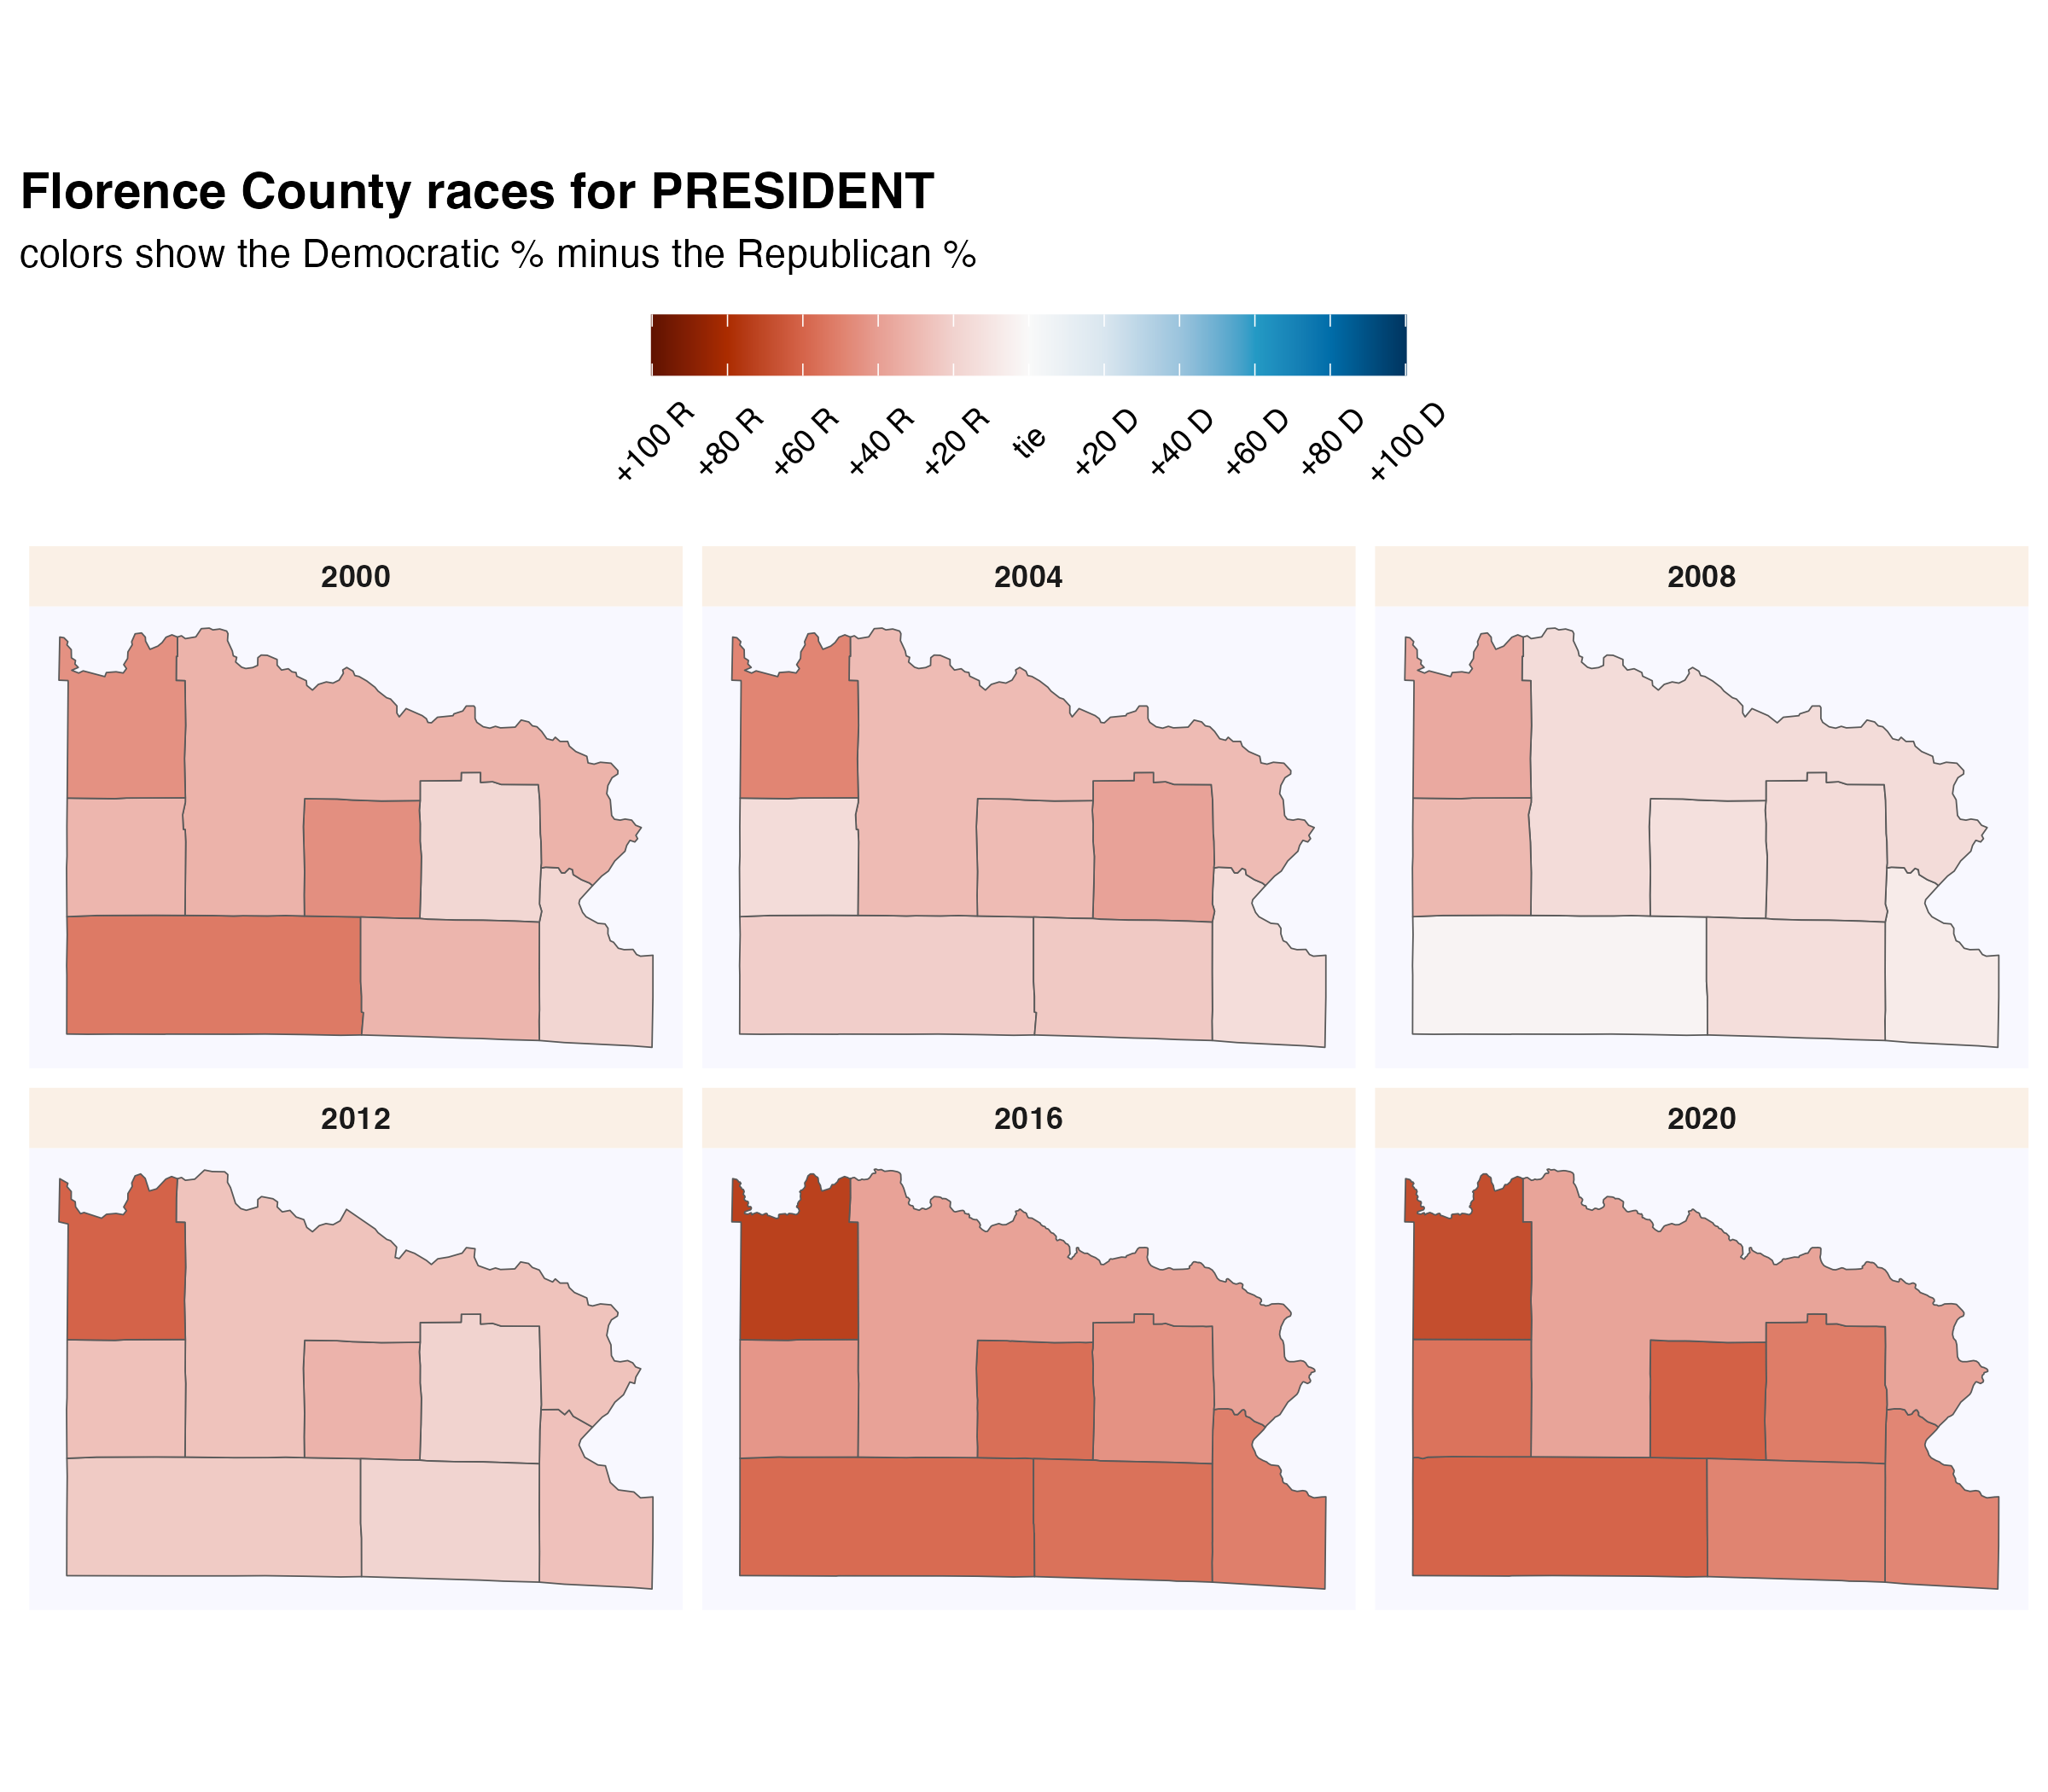 Florence County races for PRESIDENT
colors show the Democratic % minus the Republican %
+100 R
+80 R
+60 R
+40 R
+20 R
tie
+20 D
+40 D
+60 D
+80 D
+100 D
2000
2004
2008
2012
2016
2020